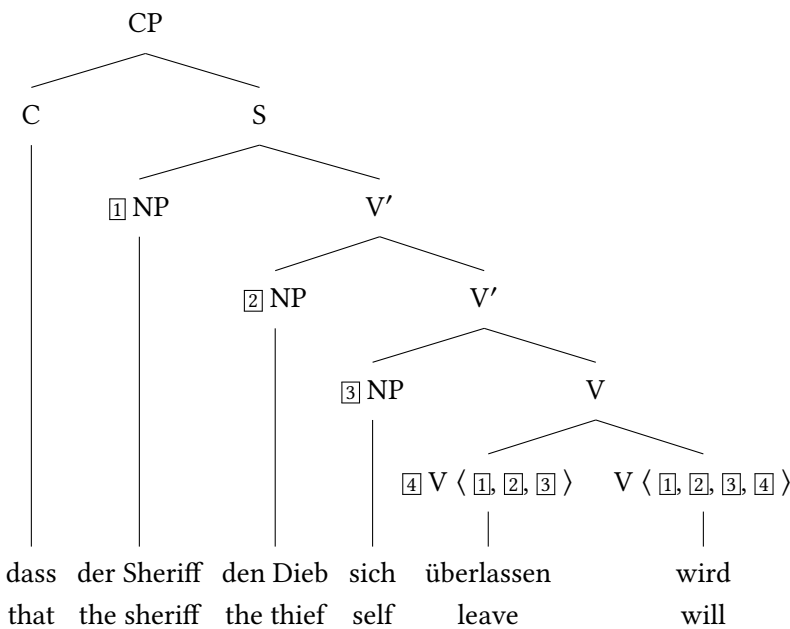 CP
C S
1 NP V′
2 NP V′
3 NP V
4 V ⟨ 1, 2, 3 ⟩ V ⟨ 1, 2, 3, 4 ⟩
dass der Sheriff den Dieb sich überlassen wird
that the sheriff the thief self leave will